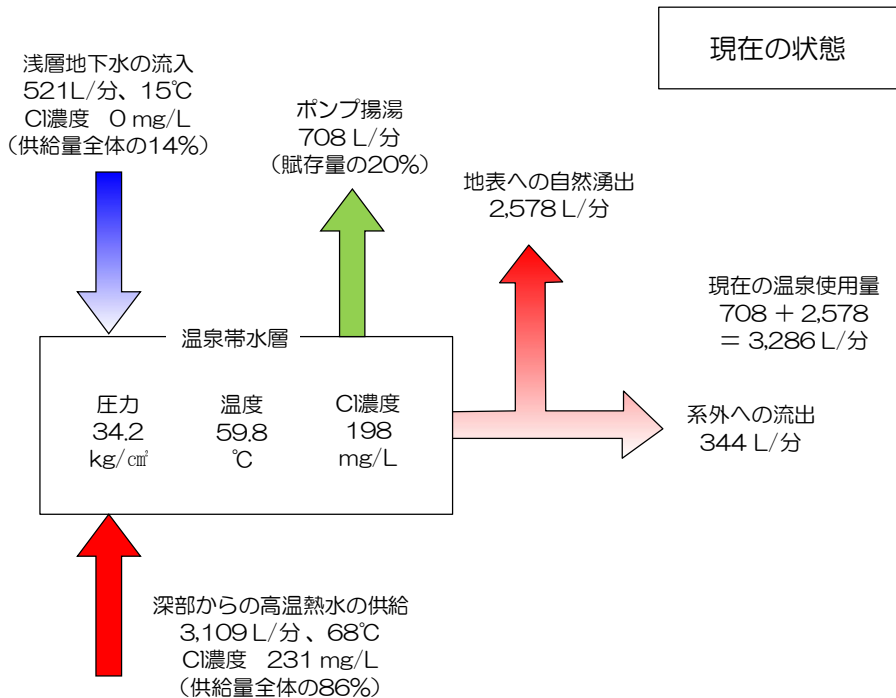 現在の状態
浅層地下水の流入
521L/分、15℃
Cl濃度 0 mg/L
(供給量全体の14%)
ポンプ揚湯
708 L/分
(賦存量の20%)
地表への自然湧出
2,578 L/分
現在の温泉使用量
708 + 2,578
= 3,286 L/分
温泉帯水層
圧力
34.2
kg/c㎡
温度
59.8
℃
Cl濃度
198
mg/L
系外への流出
344 L/分
深部からの高温熱水の供給
3,109 L/分、68℃
Cl濃度 231 mg/L
(供給量全体の86%)